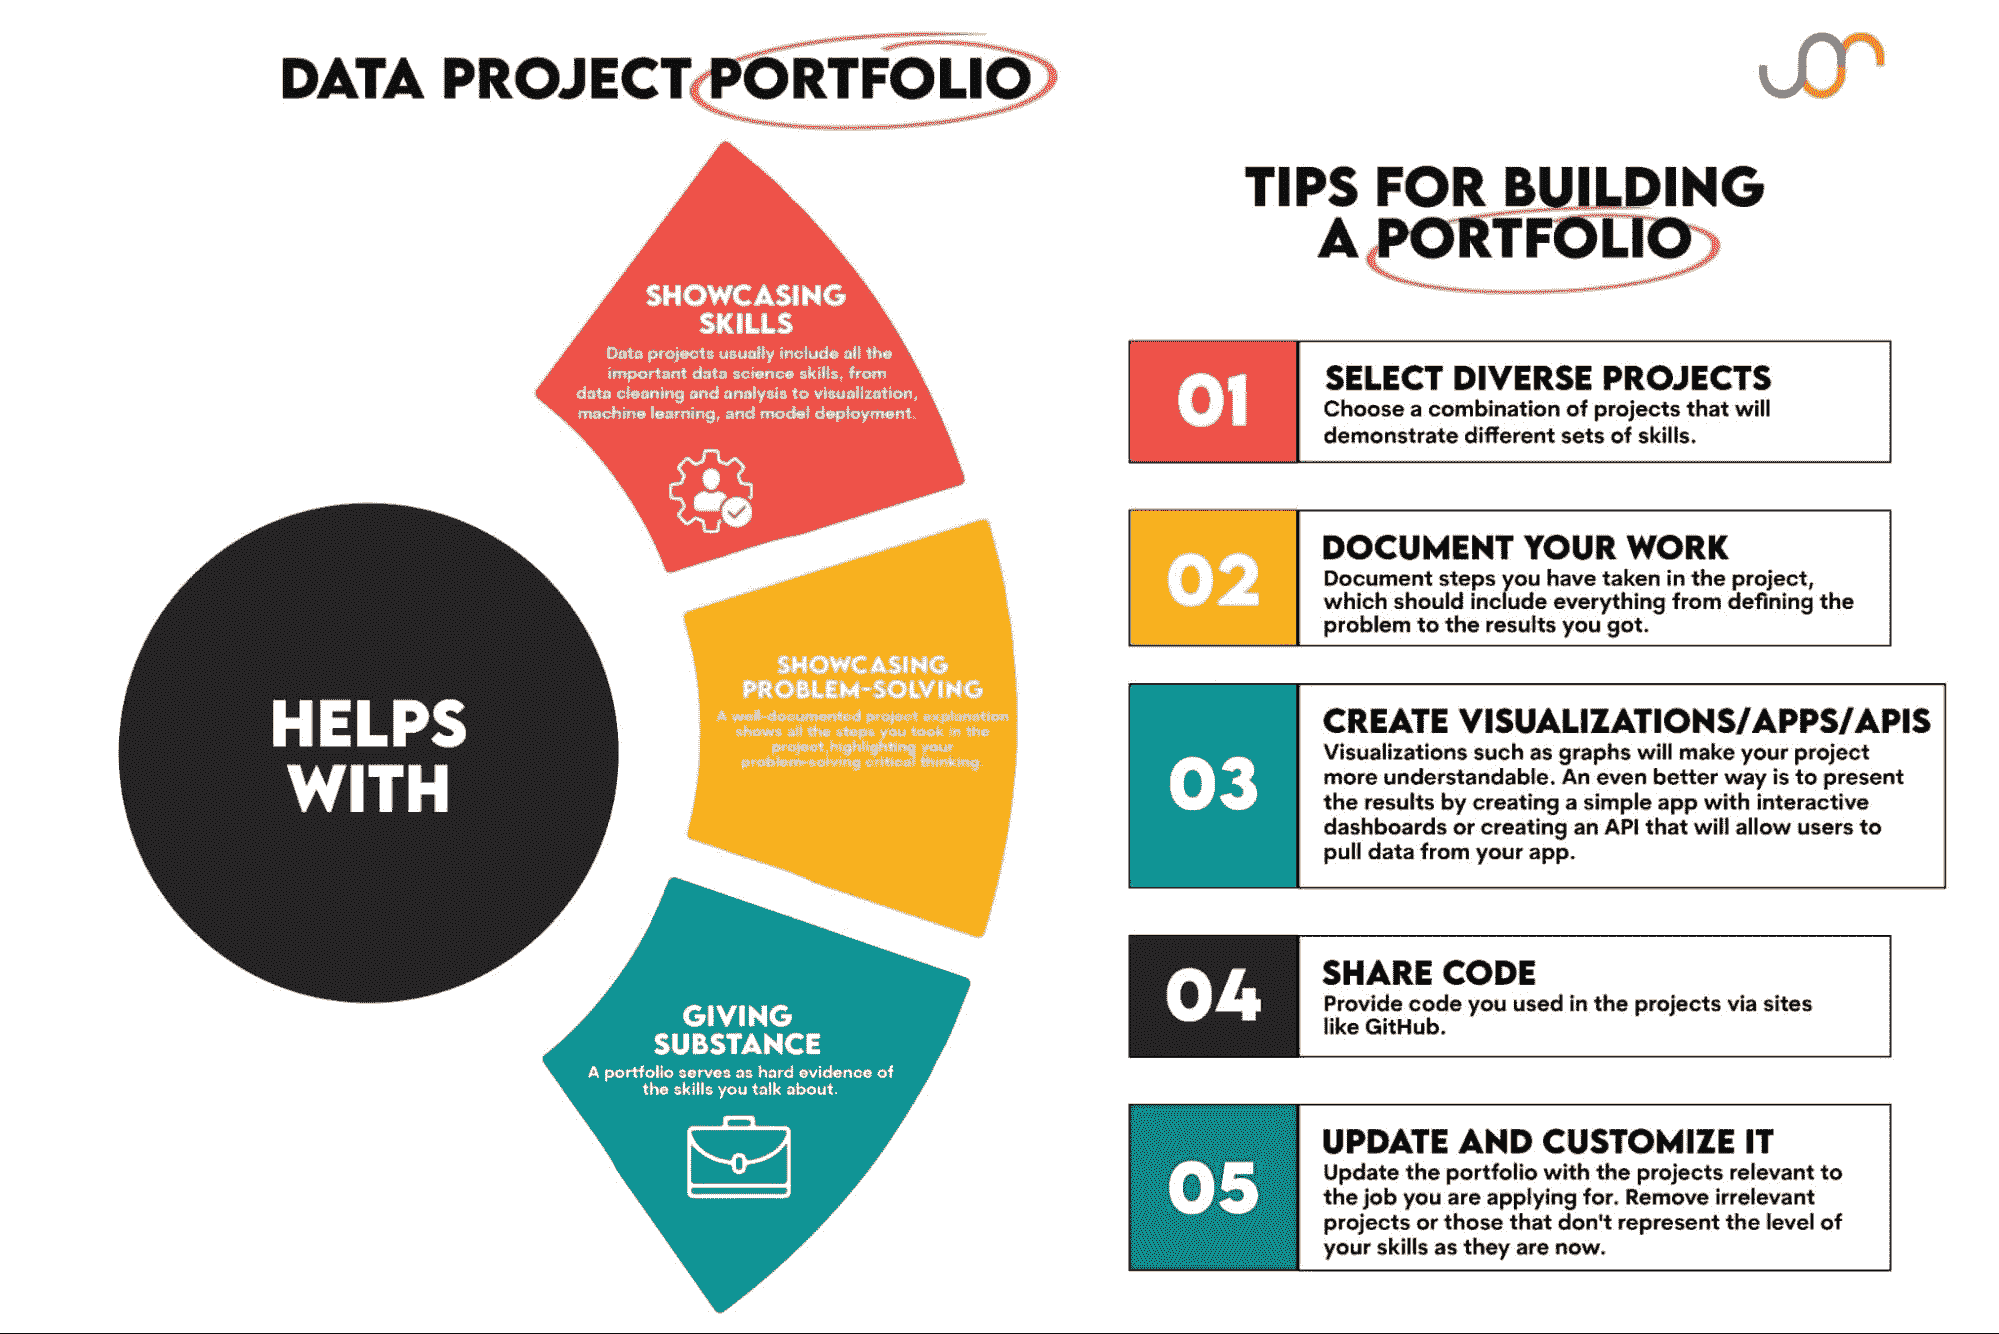 DATA PROJECT PORTFOLIO
SHOWCASING
SKILLS
Data projects usually include all the
important data science skills, from
data cleaning and analysis to visualization,
machine learning, and model deployment.
HELPS
WITH
SHOWCASING
PROBLEM-SOLVING
A well-documented project explanation
shows all the steps you took in the
project,highlighting your
problem-solving critical thinking
GIVING
SUBSTANCE
A portfolio serves as hard evidence of
the skills you talk about.
TIPS FOR BUILDING
A PORTFOLIO
01
SELECT DIVERSE PROJECTS
Choose a combination of projects that will
demonstrate different sets of skills.
02
DOCUMENT YOUR WORK
Document steps you have taken in the project,
which should include everything from defining the
problem to the results you got.
03
CREATE VISUALIZATIONS/APPS/APIS
Visualizations such as graphs will make your project
more understandable. An even better way is to present
the results by creating a simple app with interactive
dashboards or creating an API that will allow users to
pull data from your app.
04
SHARE CODE
Provide code you used in the projects via sites
like GitHub.
05
UPDATE AND CUSTOMIZE IT
Update the portfolio with the projects relevant to
the job you are applying for. Remove irrelevant
projects or those that don't represent the level of
your skills as they are now.